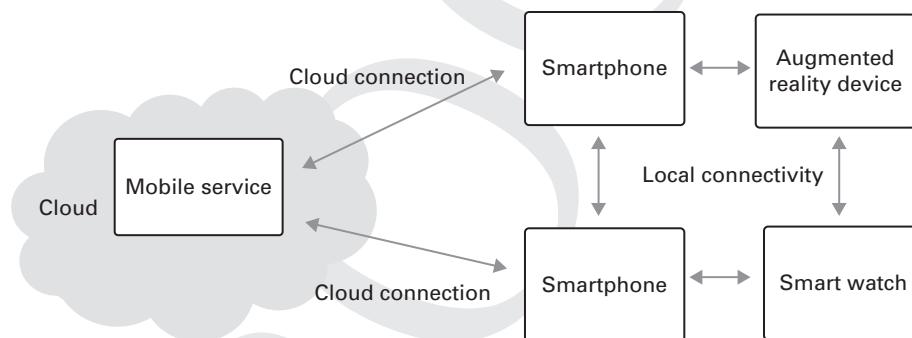 Cloud connection
Smartphone
Augmented
reality device
Mobile service
Local connectivity
Cloud
Cloud connection
Smartphone
Smart watch